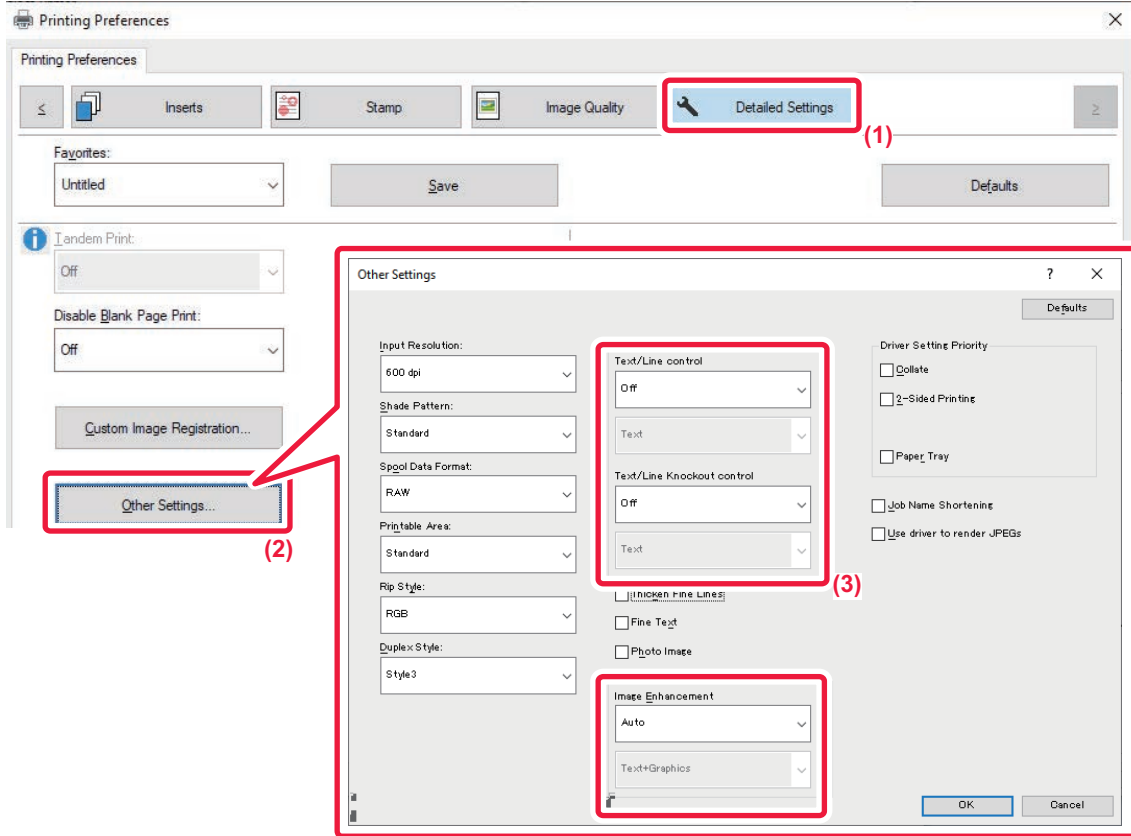 Printing Preferences
Printing Preferences
<
Inserts
Stamp
Image Quality
Detailed Settings
>
(1)
Favorites:
Untitled
Save
Defaults
Tandem Print:
Off
Disable Blank Page Print:
Off
Custom Image Registration...
Other Settings...
(2)
Other Settings
?
Defaults
Input Resolution:
600 dpi
Shade Pattern:
Standard
Spool Data Format:
RAW
Printable Area:
Standard
Rip Style:
RGB
Duplex Style:
Style3
Text/Line control
Off
Text
Text/Line Knockout control
Off
Text
(3)
Thicken Fine Lines
Fine Text
Photo Image
Image Enhancement
Auto
Text+Graphics
Driver Setting Priority
Collate
2-Sided Printing
Paper Tray
Job Name Shortening
Use driver to render JPEGs
OK
Cancel